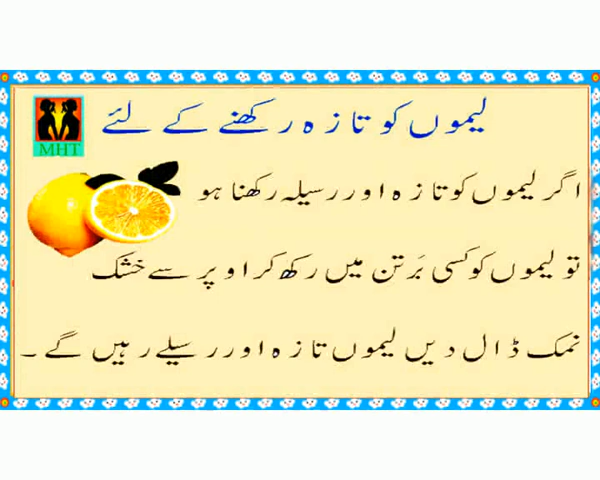 لیموں کو تازہ رکھنے کے لئے
MHT
اگر لیموں کو تازہ اور رسیلہ رکھنا ہو
تو لیموں کو کسی بَرتن میں رکھ کر اوپر سے خشک
نمک ڈال دیں لیموں تازہ اور رسیلے رہیں گے ۔